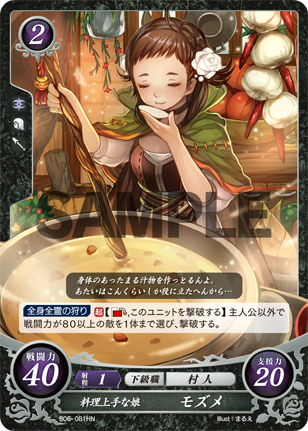 2
SAMPLE
身体のあったまる汁物を作っとるんよ。
あたいはこんくらいしか役に立たへんから…
全身全霊の狩り 起 【 ,このユニットを撃破する】主人公以外で
戦闘力が80以上の敵を1体まで選び、撃破する。
戦闘力
40
射程 1 下級職 村人
支援力
20
料理上手な娘 モズメ
B06-081HN
Illust:まるえ